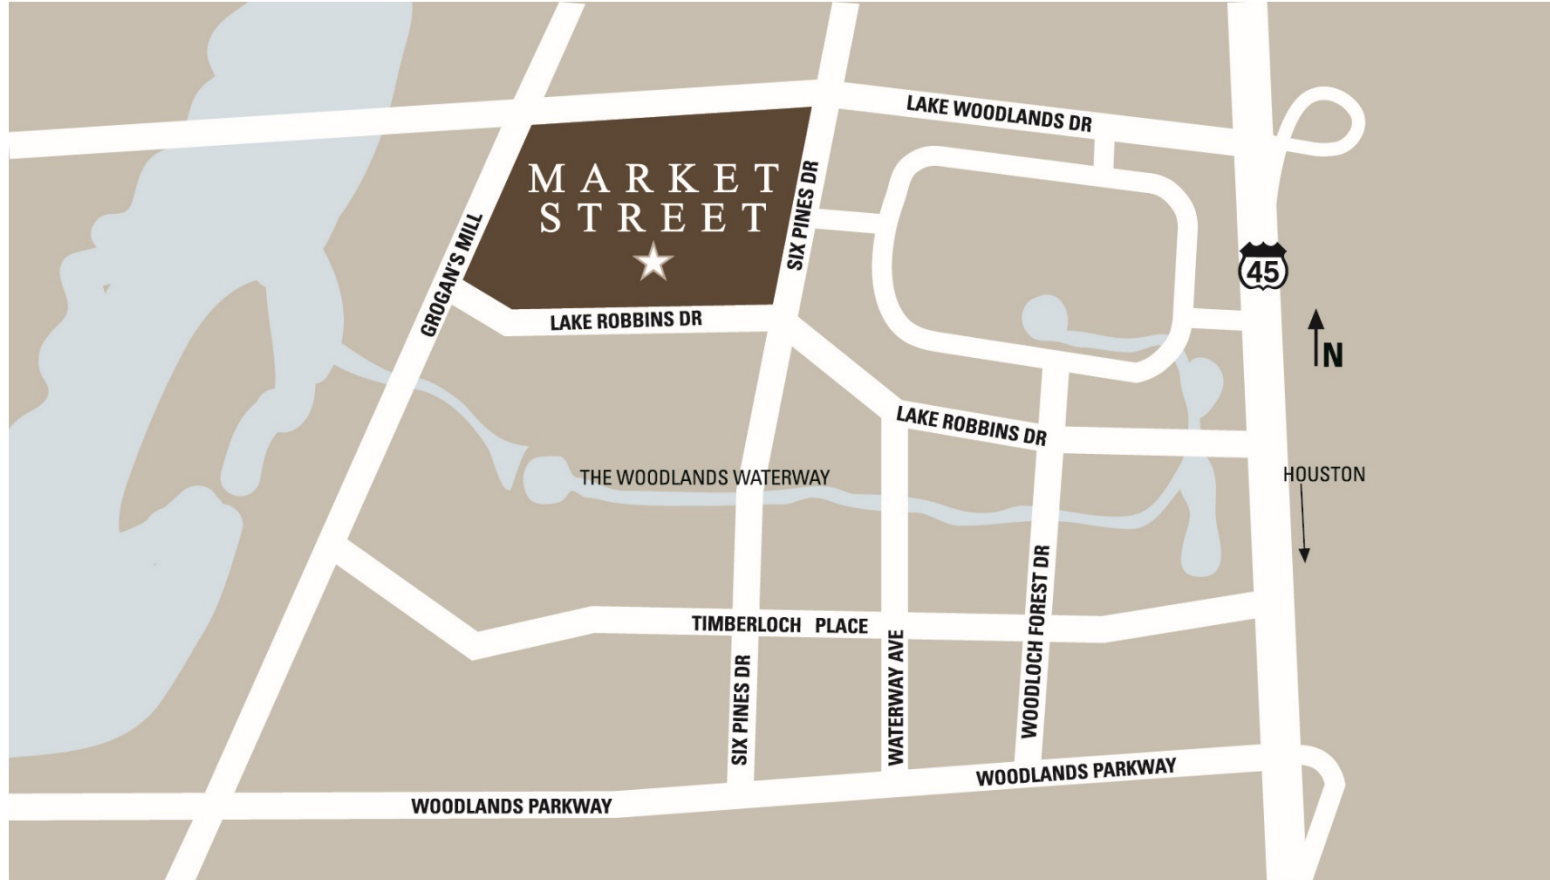 LAKE WOODLANDS DR
MARKET
STREET
SIX PINES DR
GROGAN'S MILL
45
LAKE ROBBINS DR
N
LAKE ROBBINS DR
THE WOODLANDS WATERWAY
HOUSTON
WOODLOCH FOREST DR
TIMBERLOCH PLACE
SIX PINES DR
WATERWAY AVE
WOODLANDS PARKWAY
WOODLANDS PARKWAY